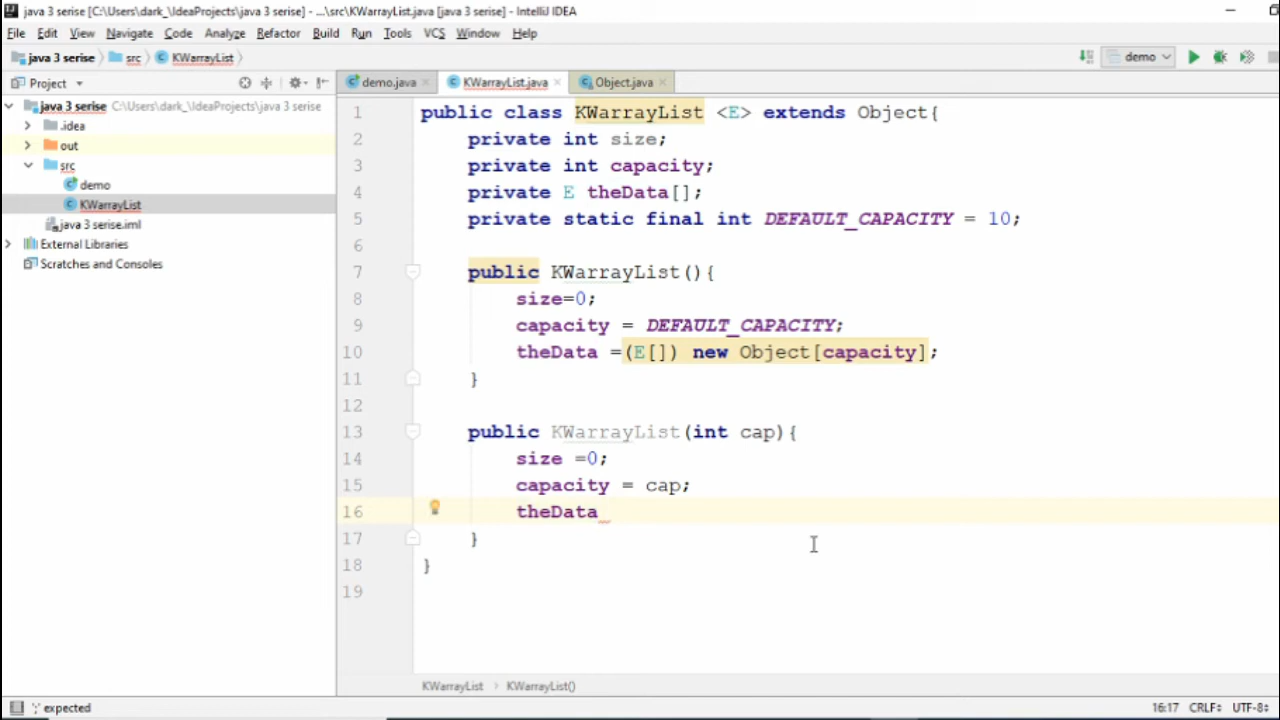 java 3 serise [C:\Users\dark_\IdeaProjects\java 3 serise] - ...\src\KWarrayList.java [java 3 serise] - IntelliJ IDEA
File Edit View Navigate Code Analyze Refactor Build Run Tools VCS Window Help
java 3 serise src KWarrayList demo
Project demo.java KWarrayList.java Object.java
java 3 serise C:\Users\dark_\IdeaProjects\java 3 serise
.idea
out
src
demo
KWarrayList
java 3 serise.iml
External Libraries
Scratches and Consoles
1 public class KWarrayList <E> extends Object{
2 private int size;
3 private int capacity;
4 private E theData[];
5 private static final int DEFAULT_CAPACITY = 10;
6
7 public KWarrayList(){
8 size=0;
9 capacity = DEFAULT_CAPACITY;
10 theData =(E[]) new Object[capacity];
11 }
12
13 public KWarrayList(int cap){
14 size =0;
15 capacity = cap;
16 theData
17 }
18 }
19
KWarrayList KWarrayList()
';' expected 16:17 CRLF UTF-8